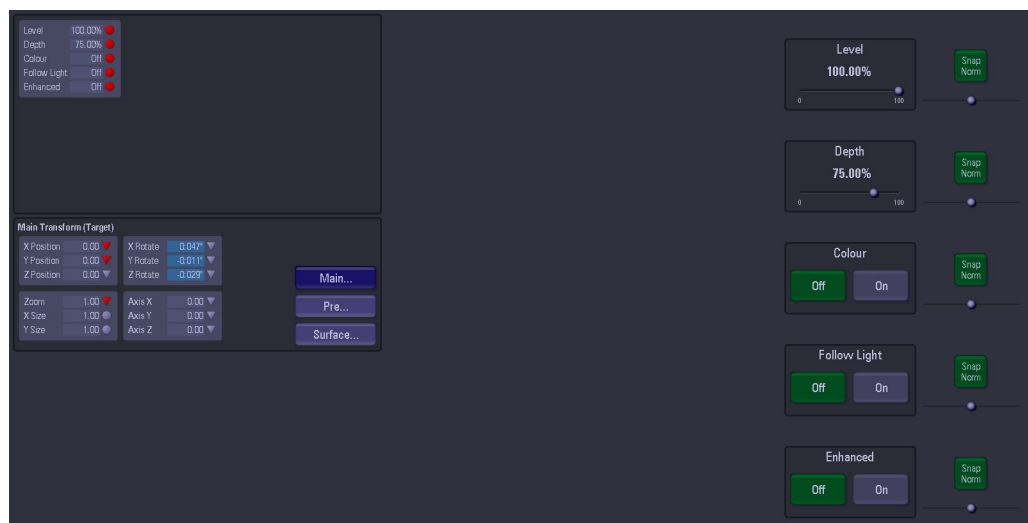 Level 100.00%
Depth 75.00%
Colour Off
Follow Light Off
Enhanced Off
Main Transform (Target)
X Position 0.00 X Rotate 0:047°
Y Position 0.00 Y Rotate -0:011°
Z Position 0.00 Z Rotate -0:029°
Main...
Zoom 1.00 Axis X 0.00
X Size 1.00 Axis Y 0.00
Y Size 1.00 Axis Z 0.00
Pre...
Surface...
Level
100.00%
0 100
Snap
Norm
Depth
75.00%
0 100
Snap
Norm
Colour
Off On
Snap
Norm
Follow Light
Off On
Snap
Norm
Enhanced
Off On
Snap
Norm